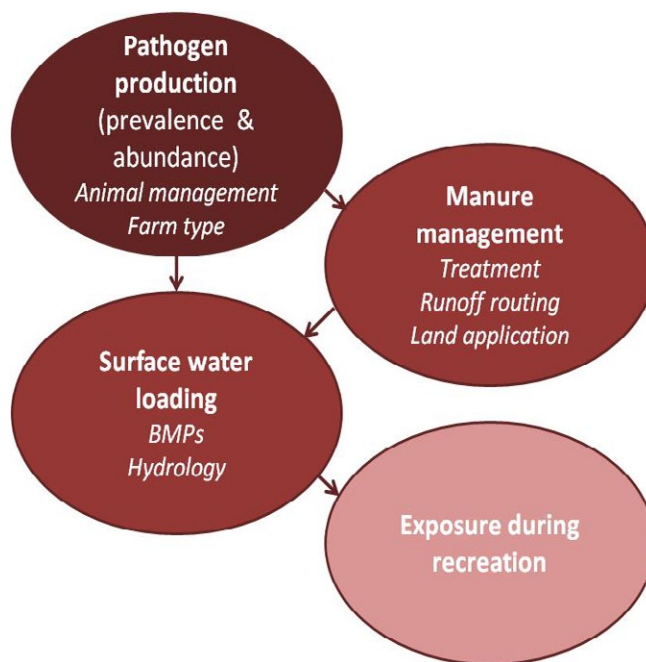 Pathogen
production
(prevalence &
abundance)
Animal management
Farm type
Manure
management
Treatment
Runoff routing
Land application
Surface water
loading
BMPs
Hydrology
Exposure during
recreation